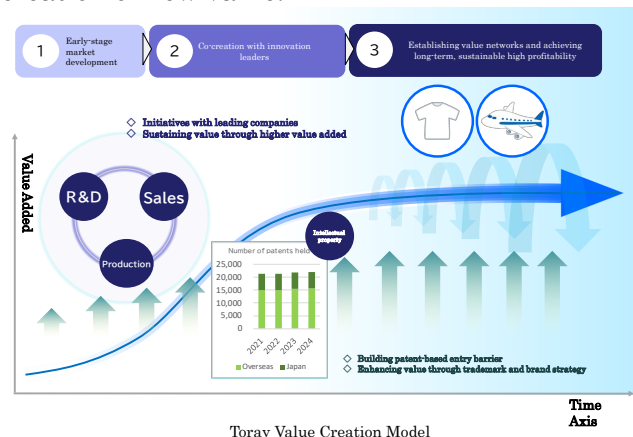 1
Early-stage
market
development
2
Co-creation with innovation
leaders
3
Establishing value networks and achieving
long-term, sustainable high profitability
◇ Initiatives with leading companies
◇ Sustaining value through higher value added
Value Added
R&D
Sales
Production
Intellectual
property
Number of patents held
25,000
20,000
15,000
10,000
5,000
0
2021
2022
2023
2024
Overseas
Japan
◇ Building patent-based entry barrier
◇ Enhancing value through trademark and brand strategy
Time
Axis
Toray Value Creation Model